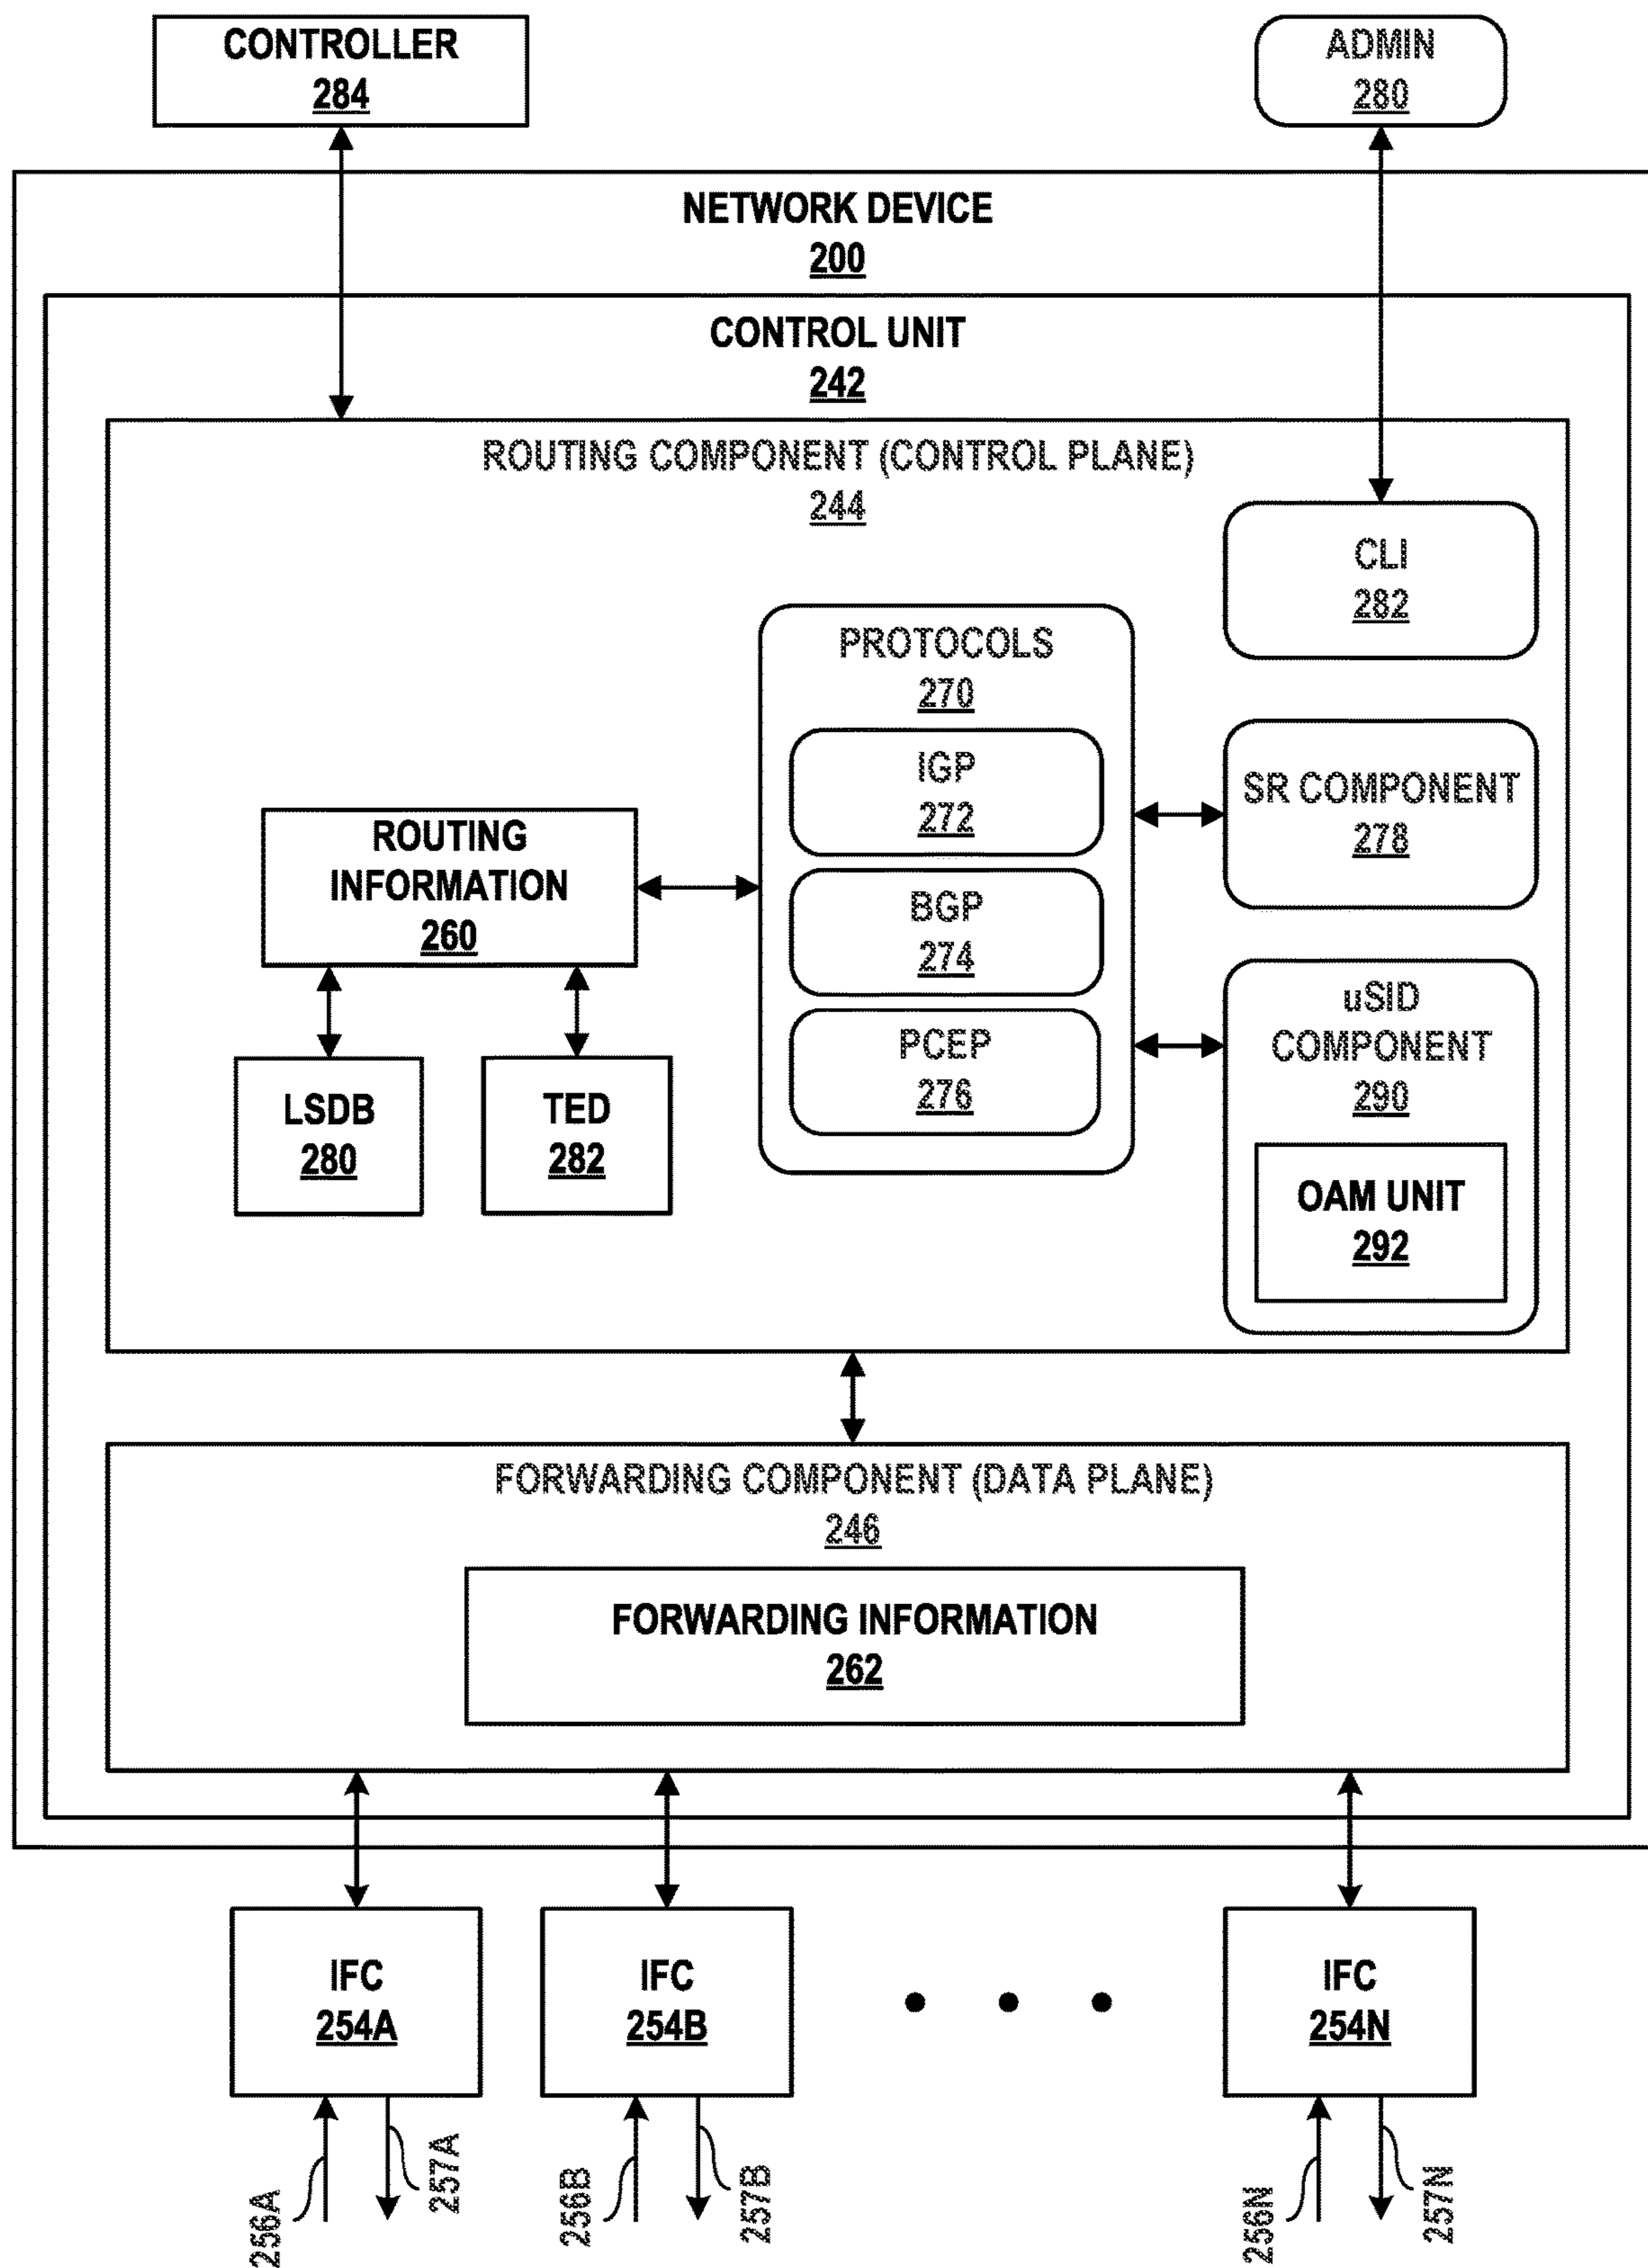 CONTROLLER
284
ADMIN
280
NETWORK DEVICE
200
CONTROL UNIT
242
ROUTING COMPONENT (CONTROL PLANE)
244
CLI
282
PROTOCOLS
270
IGP
272
BGP
274
PCEP
276
SR COMPONENT
278
ROUTING
INFORMATION
260
LSDB
280
TED
282
uSID
COMPONENT
290
OAM UNIT
292
FORWARDING COMPONENT (DATA PLANE)
246
FORWARDING INFORMATION
262
IFC
254A
IFC
254B
IFC
254N
256A
257A
256B
257B
256N
257N